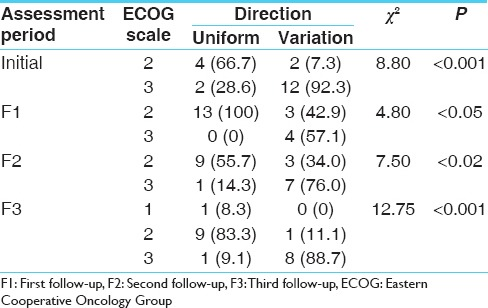 Assessment period ECOG scale Direction χ² P
Uniform Variation
Initial 2 4 (66.7) 2 (7.3) 8.80 <0.001
3 2 (28.6) 12 (92.3)
F1 2 13 (100) 3 (42.9) 4.80 <0.05
3 0 (0) 4 (57.1)
F2 2 9 (55.7) 3 (34.0) 7.50 <0.02
3 1 (14.3) 7 (76.0)
F3 1 1 (8.3) 0 (0) 12.75 <0.001
2 9 (83.3) 1 (11.1)
3 1 (9.1) 8 (88.7)
F1: First follow-up, F2: Second follow-up, F3: Third follow-up, ECOG: Eastern
Cooperative Oncology Group